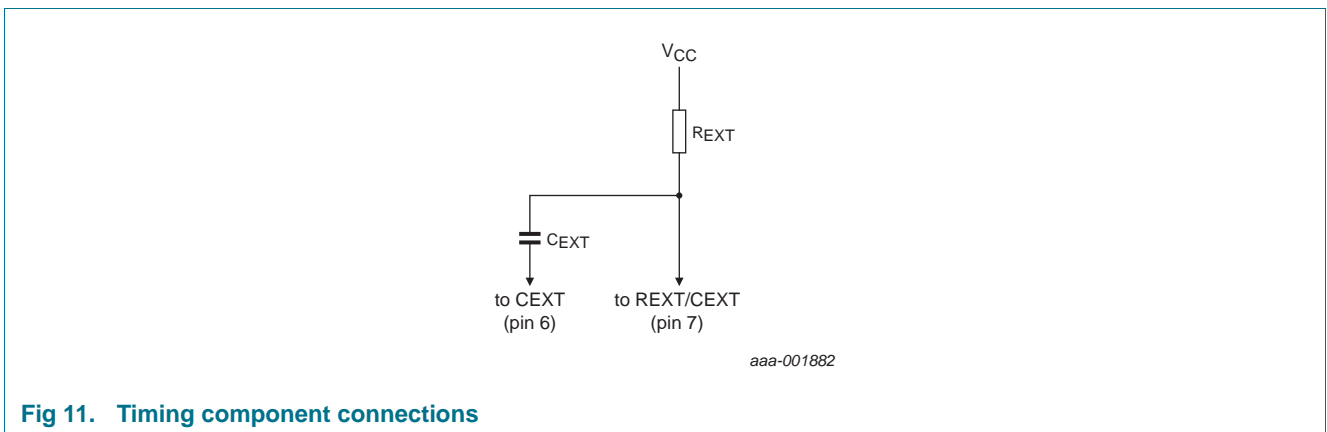 VCC
REXT
CEXT
to CEXT
(pin 6)
to REXT/CEXT
(pin 7)
aaa-001882
Fig 11. Timing component connections